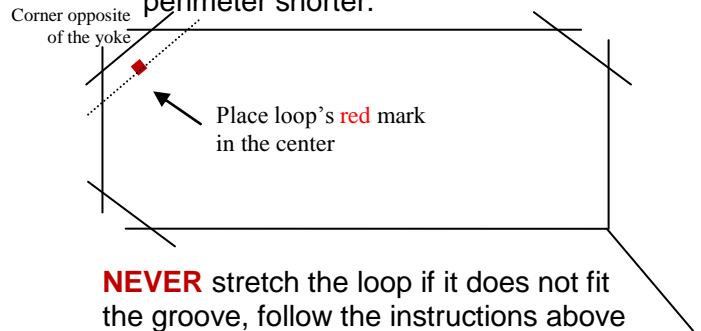 perimeter shorter.
Corner opposite
of the yoke
Place loop’s red mark
in the center
NEVER stretch the loop if it does not fit
the groove, follow the instructions above